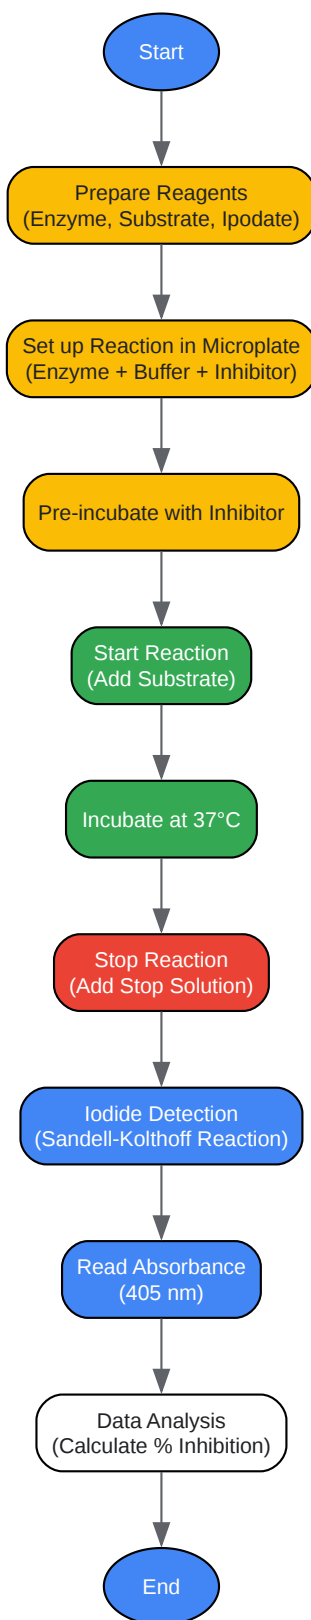 Start
Prepare Reagents
(Enzyme, Substrate, Ipodate)
Set up Reaction in Microplate
(Enzyme + Buffer + Inhibitor)
Pre-incubate with Inhibitor
Start Reaction
(Add Substrate)
Incubate at 37°C
Stop Reaction
(Add Stop Solution)
Iodide Detection
(Sandell-Kolthoff Reaction)
Read Absorbance
(405 nm)
Data Analysis
(Calculate % Inhibition)
End